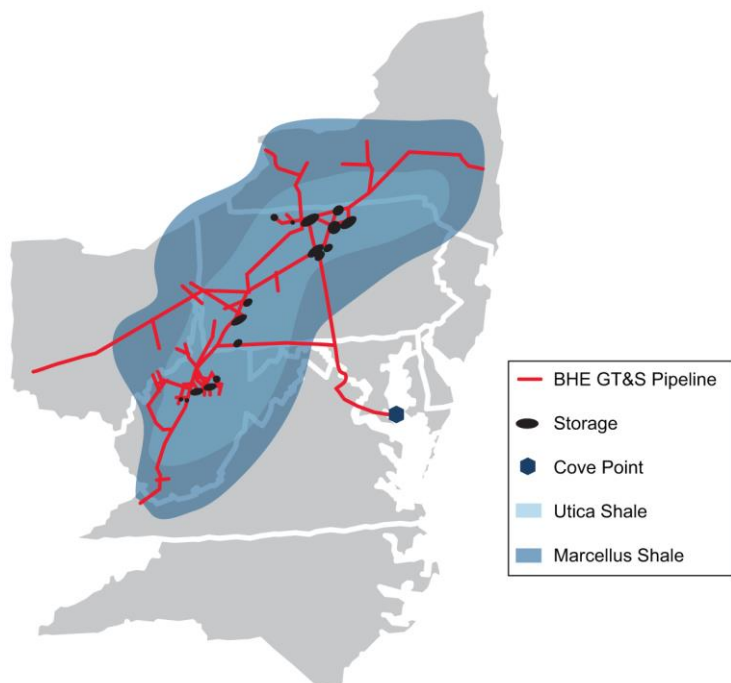 BHE GT&S Pipeline
Storage
Cove Point
Utica Shale
Marcellus Shale